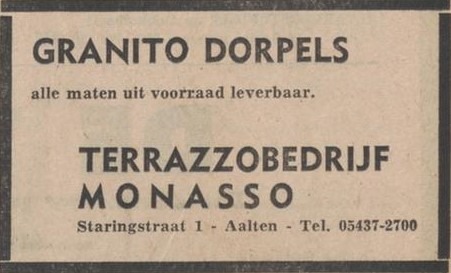 GRANITO DORPELS
alle maten uit voorraad leverbaar.
TERRAZZOBEDRIJF
MONASSO
Staringstraat 1 - Aalten - Tel. 05437-2700